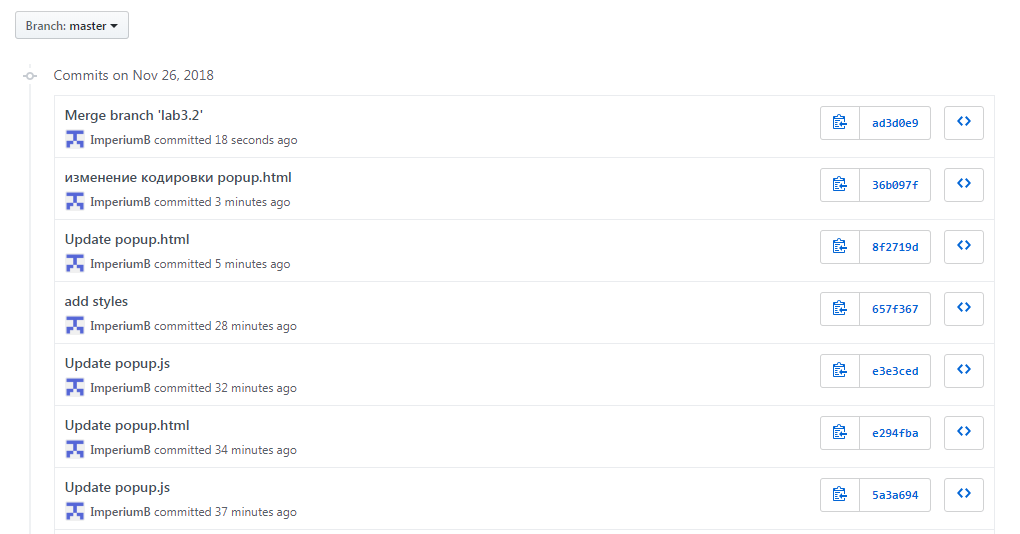 Branch: master
Commits on Nov 26, 2018
Merge branch 'lab3.2'
ImperiumB committed 18 seconds ago
ad3d0e9
изменение кодировки popup.html
ImperiumB committed 3 minutes ago
36b097f
Update popup.html
ImperiumB committed 5 minutes ago
8f2719d
add styles
ImperiumB committed 28 minutes ago
657f367
Update popup.js
ImperiumB committed 32 minutes ago
e3e3ced
Update popup.html
ImperiumB committed 34 minutes ago
e294fba
Update popup.js
ImperiumB committed 37 minutes ago
5a3a694